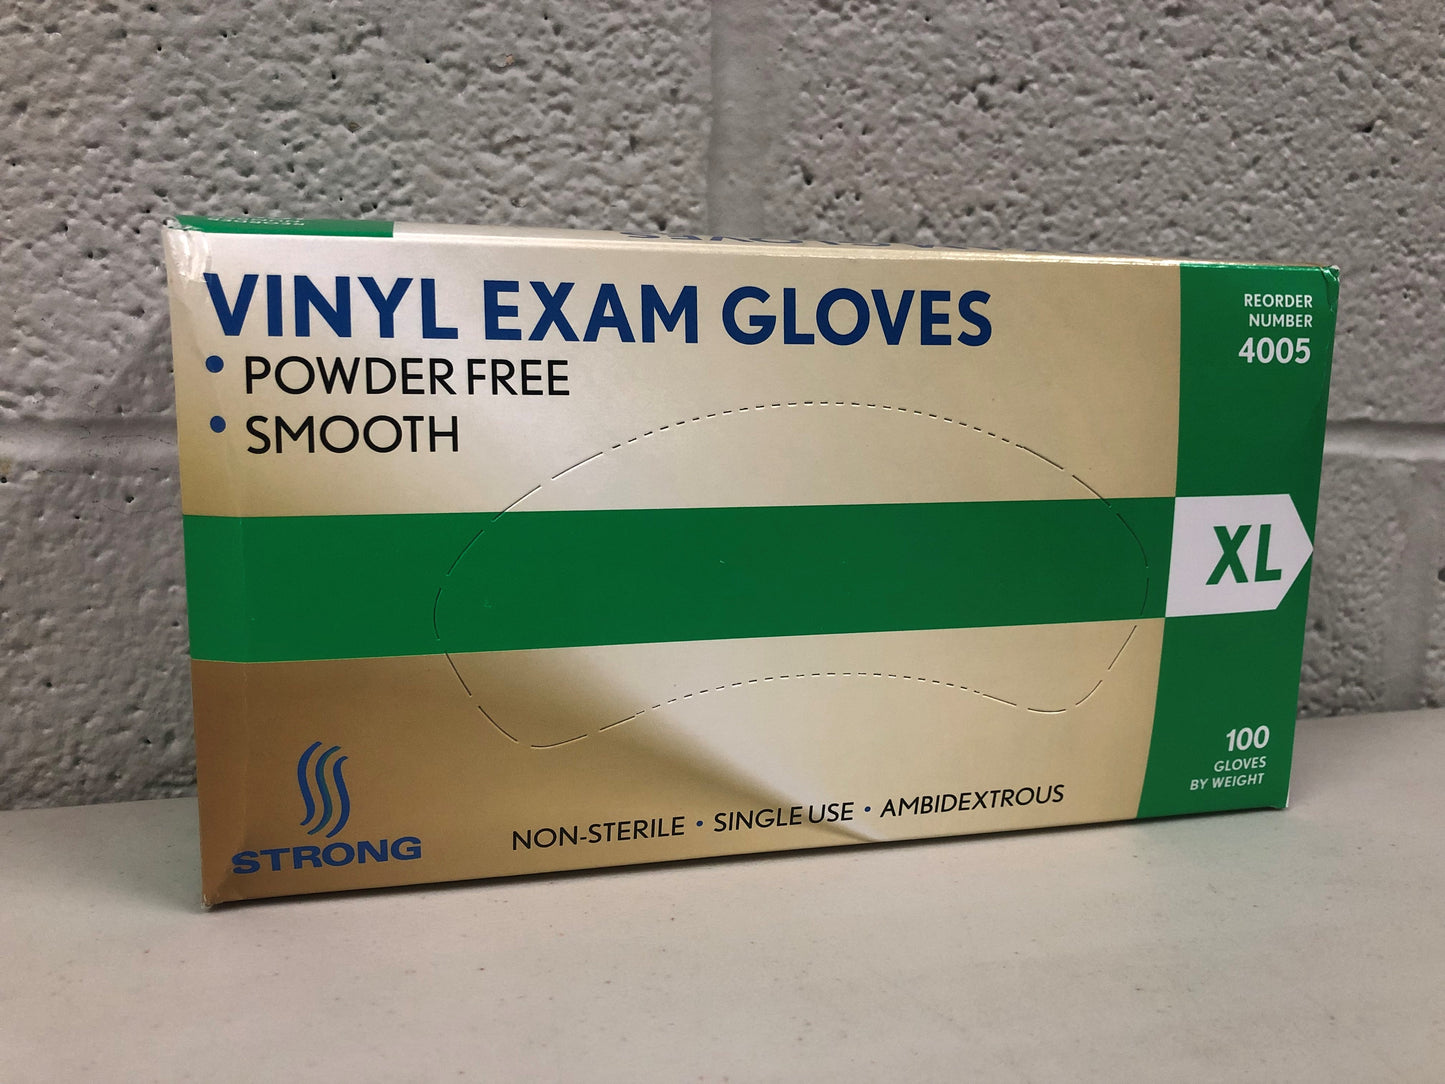 VINYL EXAM GLOVES
• POWDER FREE
• SMOOTH
REORDER
NUMBER
4005
XL
100
GLOVES
BY WEIGHT
STRONG
NON-STERILE • SINGLE USE • AMBIDEXTROUS